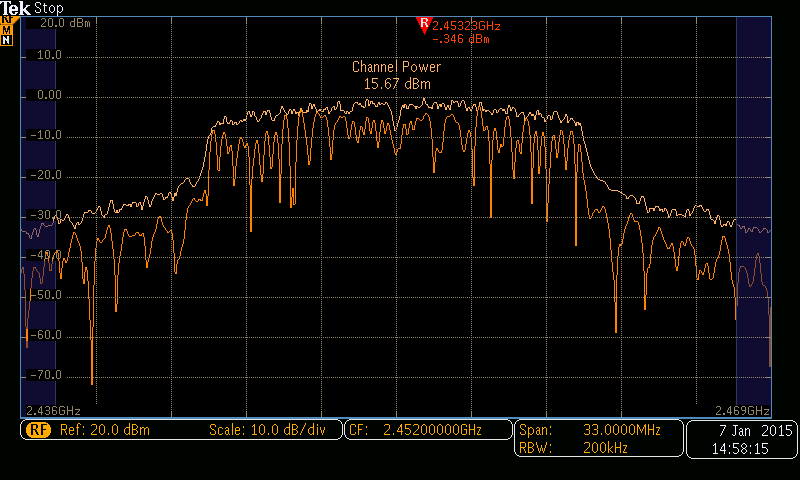 Tek Stop
RF
M
N
20.0 dBm
R 2.45323GHz
-.346 dBm
10.0
Channel Power
15.67 dBm
0.00
-10.0
-20.0
-30.0
-40.0
-50.0
-60.0
-70.0
2.436GHz 2.469GHz
RF Ref: 20.0 dBm Scale: 10.0 dB/div CF: 2.45200000GHz Span: 33.0000MHz 7 Jan 2015
RBW: 200kHz 14:58:15